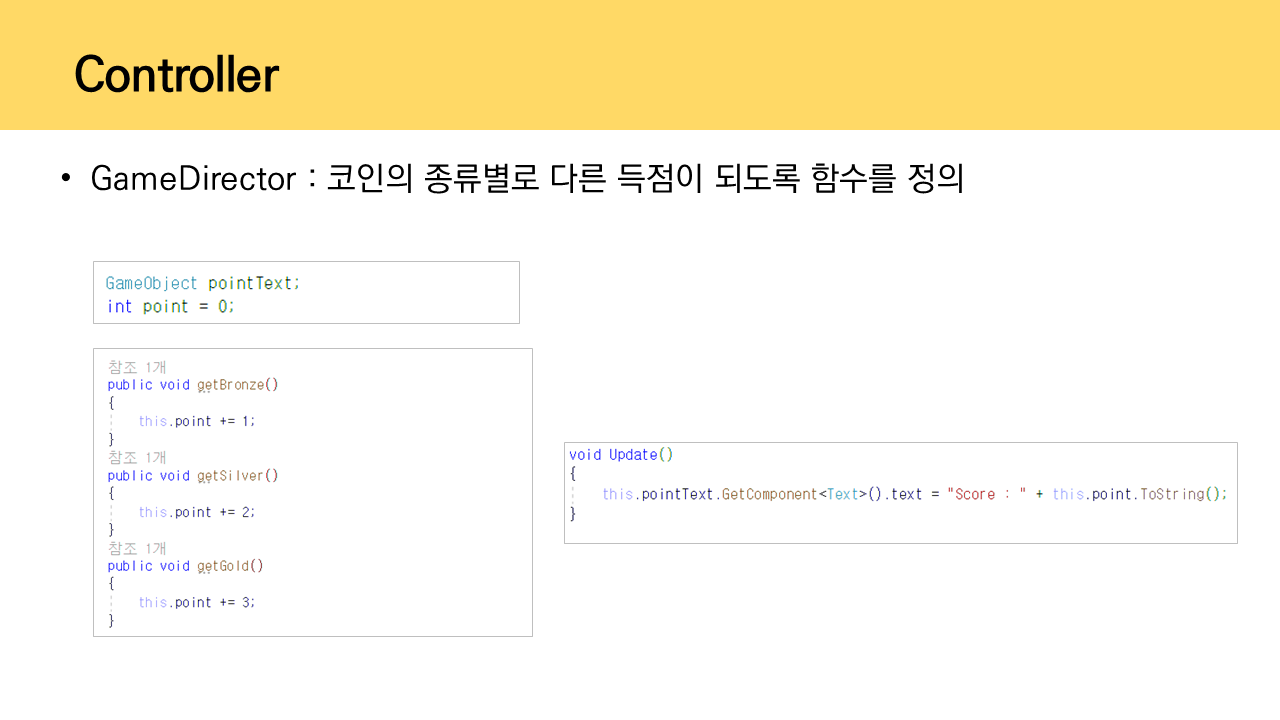 Controller
• GameDirector : 코인의 종류별로 다른 득점이 되도록 함수를 정의
GameObject pointText;
int point = 0;
참조 1개
public void getBronze()
{
this.point += 1;
}
참조 1개
public void getSilver()
{
this.point += 2;
}
참조 1개
public void getGold()
{
this.point += 3;
}
void Update()
{
this.pointText.GetComponent<Text>().text = "Score : " + this.point.ToString();
}